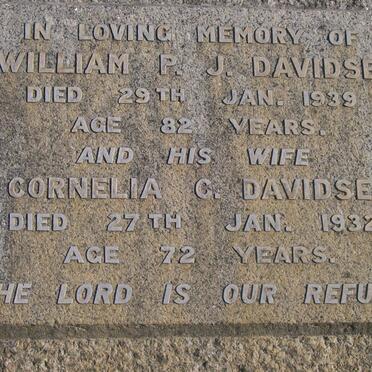 IN LOVING MEMORY OF
WILLIAM P. J. DAVIDSE
DIED 29TH JAN. 1939
AGE 82 YEARS.
AND HIS WIFE
CORNELIA C. DAVIDSE
DIED 27TH JAN. 1932
AGE 72 YEARS.
HE LORD IS OUR REFU